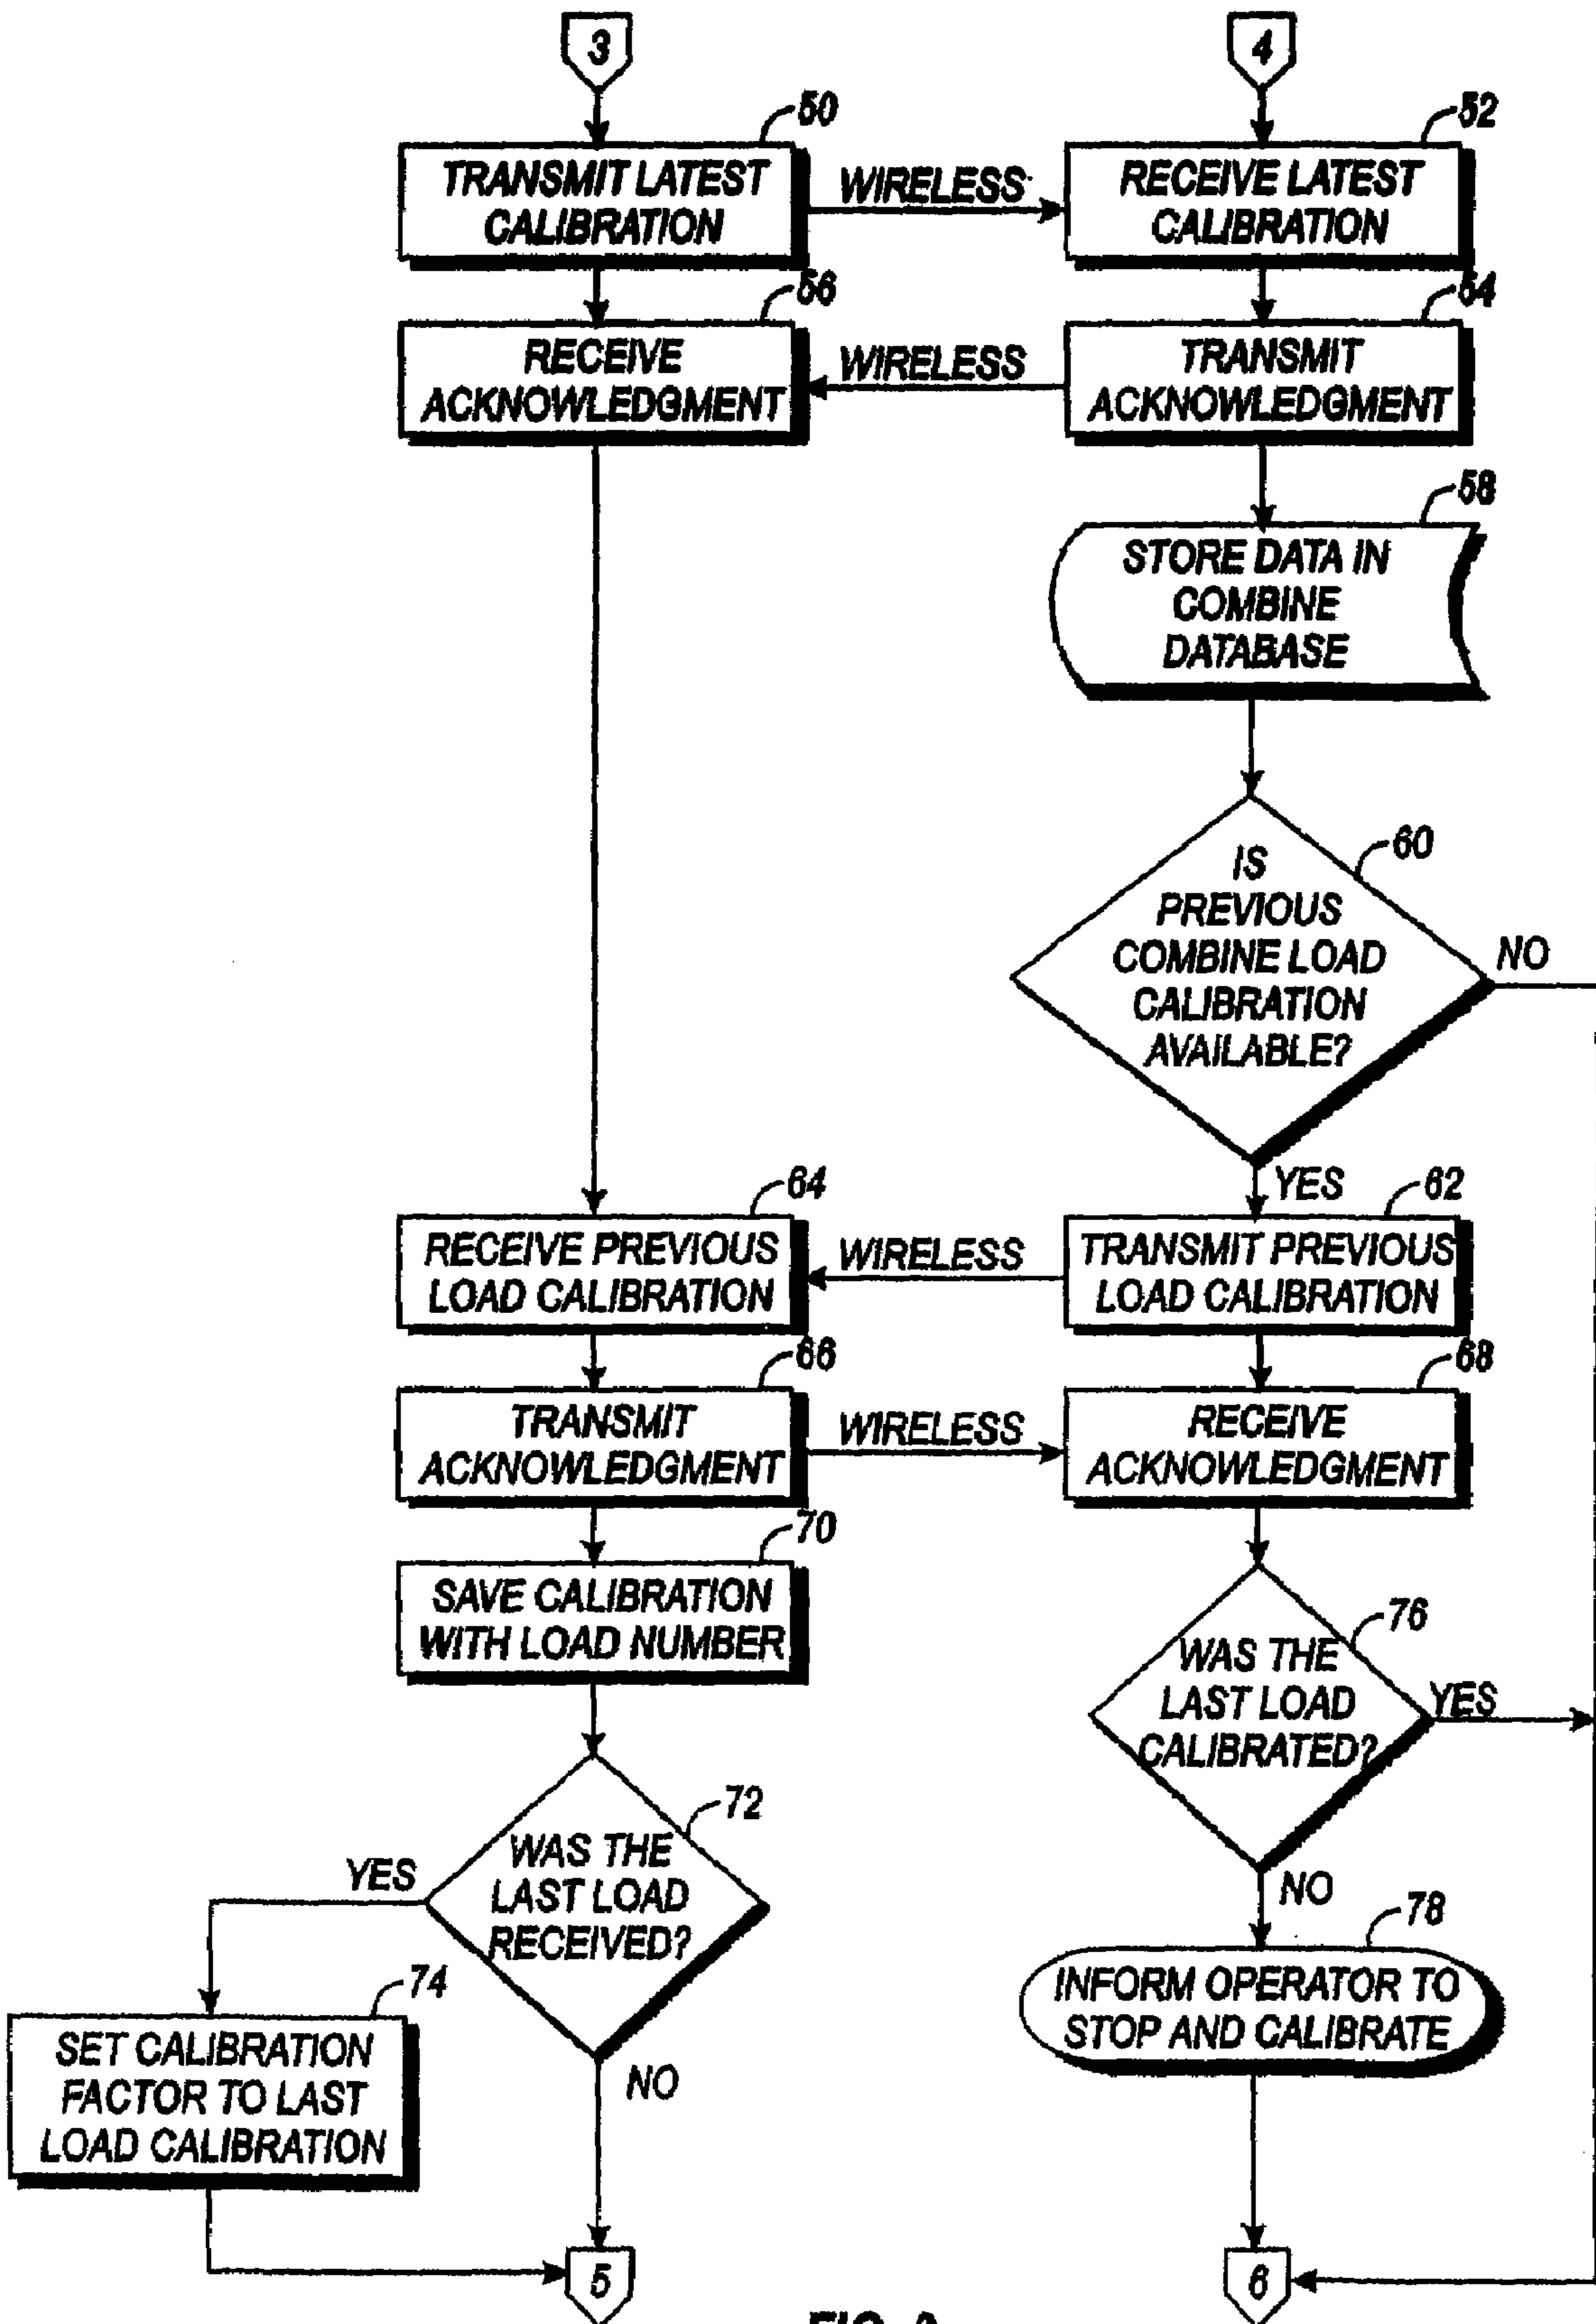 3
4
50
52
TRANSMIT LATEST
CALIBRATION
WIRELESS
RECEIVE LATEST
CALIBRATION
56
54
RECEIVE
ACKNOWLEDGMENT
WIRELESS
TRANSMIT
ACKNOWLEDGMENT
58
STORE DATA IN
COMBINE
DATABASE
60
IS
PREVIOUS
COMBINE LOAD
CALIBRATION
AVAILABLE?
NO
YES
64
62
RECEIVE PREVIOUS
LOAD CALIBRATION
WIRELESS
TRANSMIT PREVIOUS
LOAD CALIBRATION
66
68
TRANSMIT
ACKNOWLEDGMENT
WIRELESS
RECEIVE
ACKNOWLEDGMENT
70
SAVE CALIBRATION
WITH LOAD NUMBER
76
WAS THE
LAST LOAD
CALIBRATED?
YES
NO
72
WAS THE
LAST LOAD
RECEIVED?
YES
NO
78
INFORM OPERATOR TO
STOP AND CALIBRATE
74
SET CALIBRATION
FACTOR TO LAST
LOAD CALIBRATION
5
6